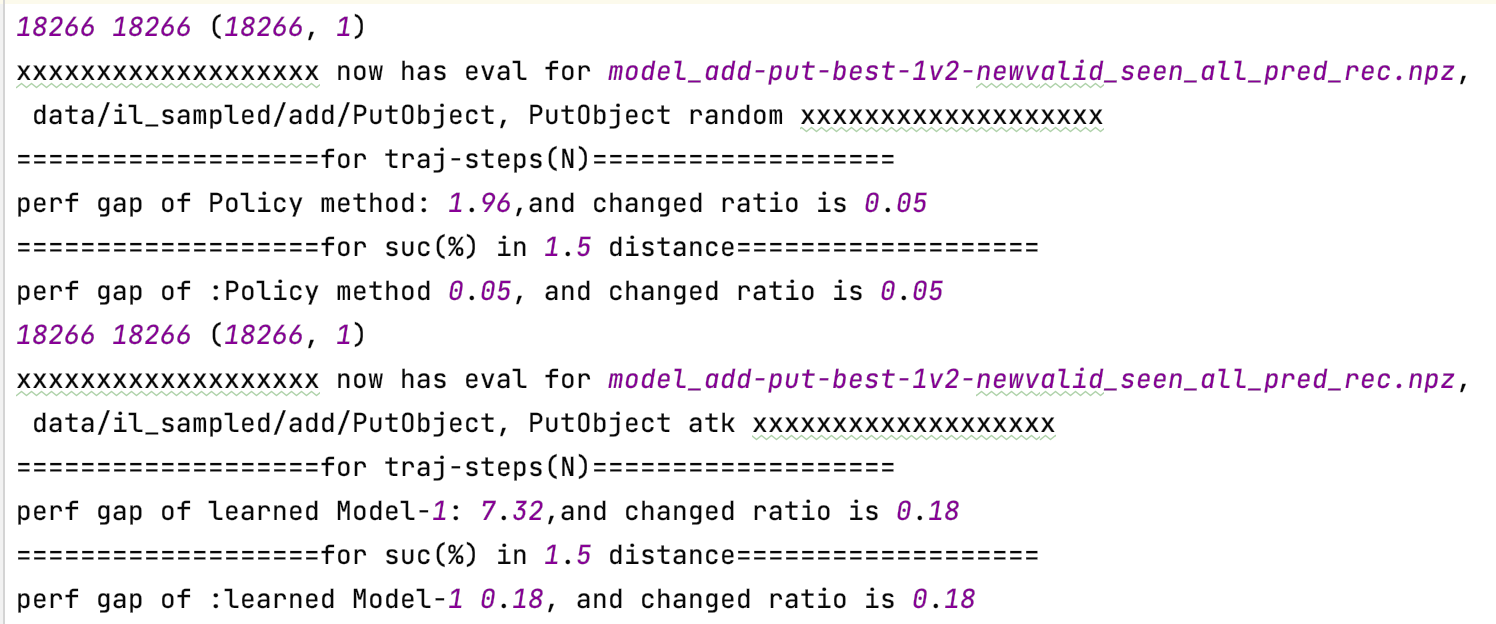 18266 18266 (18266, 1)
xxxxxxxxxxxxxxxxxxx now has eval for model_add-put-best-1v2-newvalid_seen_all_pred_rec.npz,
data/il_sampled/add/PutObject, PutObject random xxxxxxxxxxxxxxxxxxx
===================for traj-steps(N)===================
perf gap of Policy method: 1.96,and changed ratio is 0.05
===================for suc(%) in 1.5 distance===================
perf gap of :Policy method 0.05, and changed ratio is 0.05
18266 18266 (18266, 1)
xxxxxxxxxxxxxxxxxxx now has eval for model_add-put-best-1v2-newvalid_seen_all_pred_rec.npz,
data/il_sampled/add/PutObject, PutObject atk xxxxxxxxxxxxxxxxxxx
===================for traj-steps(N)===================
perf gap of learned Model-1: 7.32,and changed ratio is 0.18
===================for suc(%) in 1.5 distance===================
perf gap of :learned Model-1 0.18, and changed ratio is 0.18